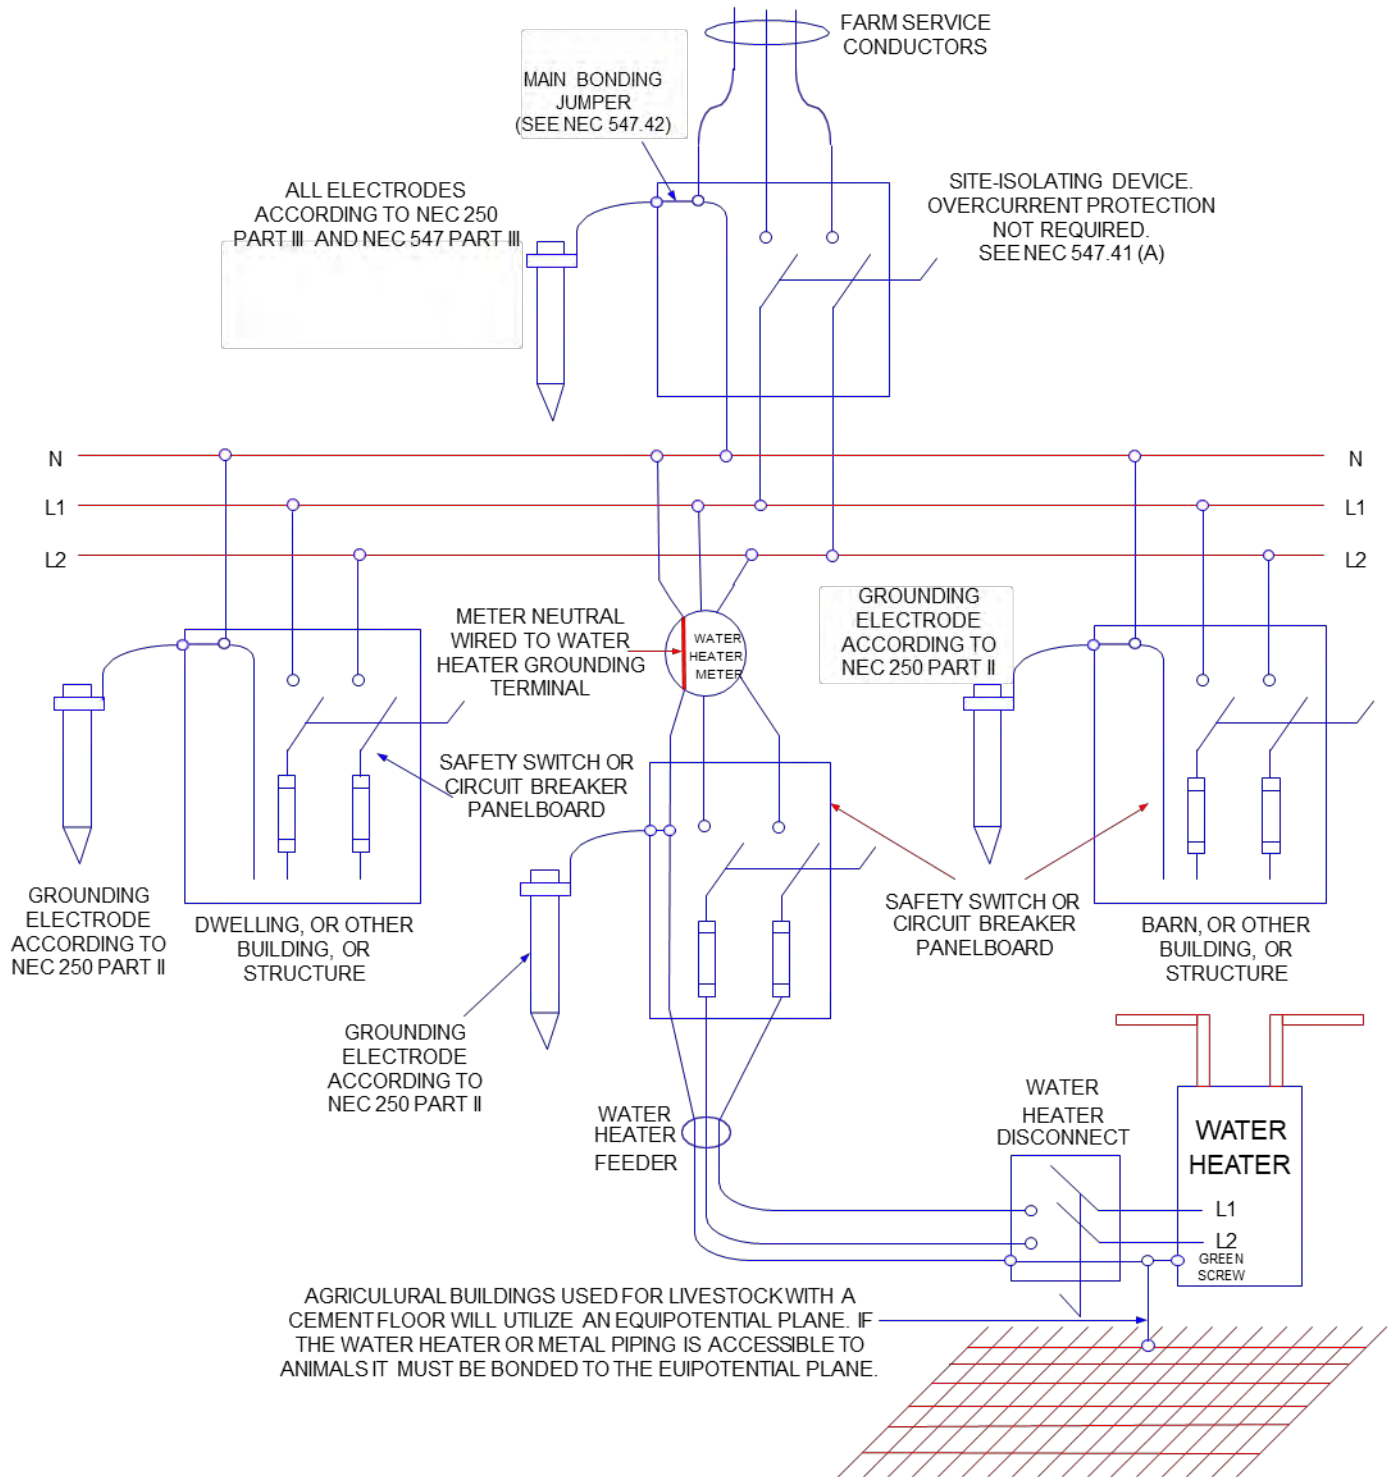 FARM SERVICE
CONDUCTORS
MAIN BONDING
JUMPER
(SEE NEC 547.42)
ALL ELECTRODES
ACCORDING TO NEC 250
PART III AND NEC 547 PART III
SITE-ISOLATING DEVICE.
OVERCURRENT PROTECTION
NOT REQUIRED.
SEE NEC 547.41 (A)
N
N
L1
L1
L2
L2
METER NEUTRAL
WIRED TO WATER
HEATER GROUNDING
TERMINAL
WATER
HEATER
METER
GROUNDING
ELECTRODE
ACCORDING TO
NEC 250 PART II
SAFETY SWITCH OR
CIRCUIT BREAKER
PANELBOARD
GROUNDING
ELECTRODE
ACCORDING TO
NEC 250 PART II
DWELLING, OR OTHER
BUILDING, OR
STRUCTURE
SAFETY SWITCH OR
CIRCUIT BREAKER
PANELBOARD
BARN, OR OTHER
BUILDING, OR
STRUCTURE
GROUNDING
ELECTRODE
ACCORDING TO
NEC 250 PART II
WATER
HEATER
FEEDER
WATER
HEATER
DISCONNECT
WATER
HEATER
L1
L2
GREEN
SCREW
AGRICULURAL BUILDINGS USED FOR LIVESTOCK WITH A
CEMENT FLOOR WILL UTILIZE AN EQUIPOTENTIAL PLANE. IF
THE WATER HEATER OR METAL PIPING IS ACCESSIBLE TO
ANIMALS IT MUST BE BONDED TO THE EUIPOTENTIAL PLANE.